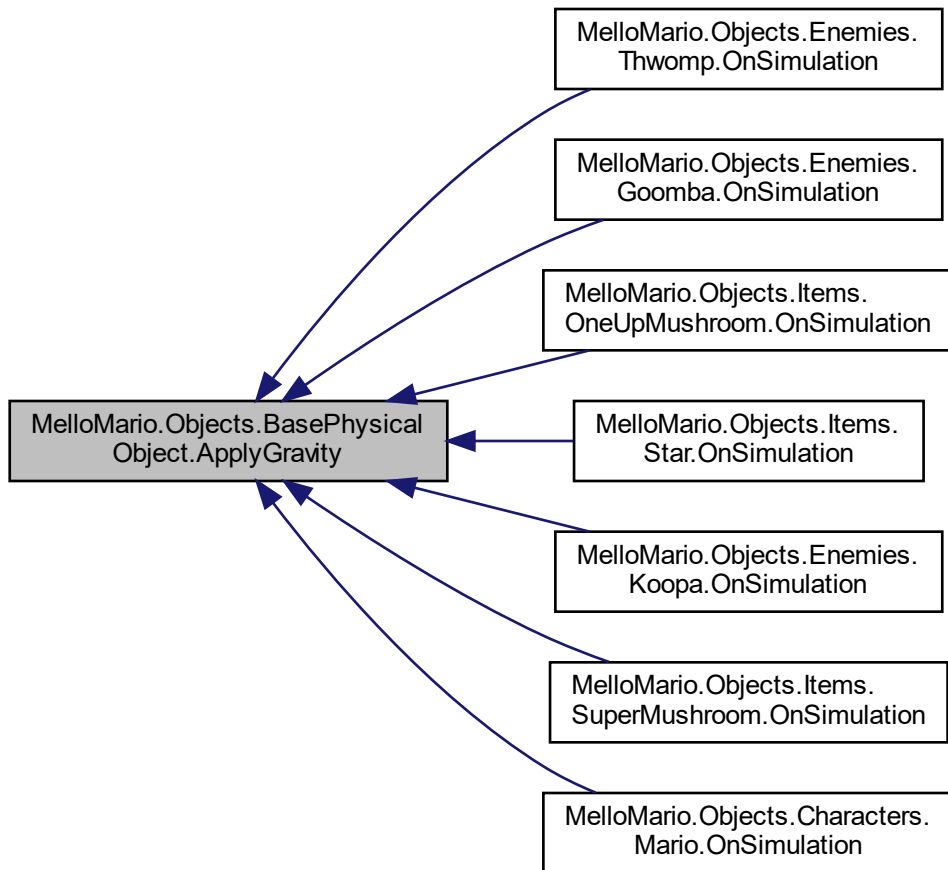 MelloMario.Objects.Enemies.
Thwomp.OnSimulation
MelloMario.Objects.Enemies.
Goomba.OnSimulation
MelloMario.Objects.Items.
OneUpMushroom.OnSimulation
MelloMario.Objects.BasePhysical
Object.ApplyGravity
MelloMario.Objects.Items.
Star.OnSimulation
MelloMario.Objects.Enemies.
Koopa.OnSimulation
MelloMario.Objects.Items.
SuperMushroom.OnSimulation
MelloMario.Objects.Characters.
Mario.OnSimulation